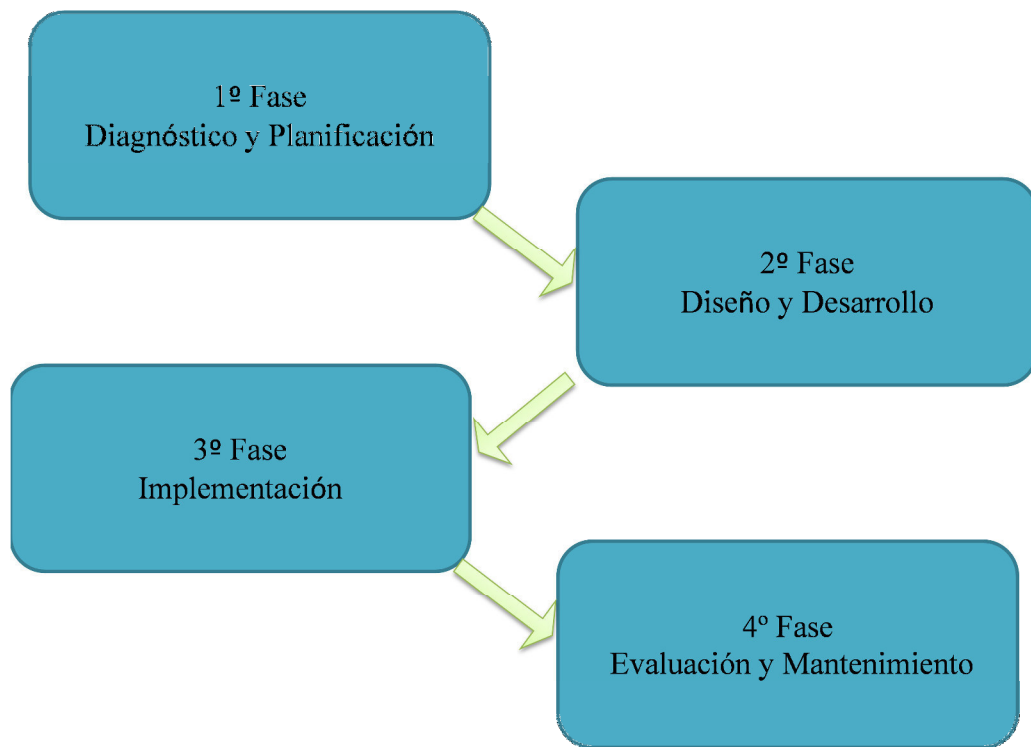 1º Fase
Diagnóstico y Planificación
2º Fase
Diseño y Desarrollo
3º Fase
Implementación
4º Fase
Evaluación y Mantenimiento